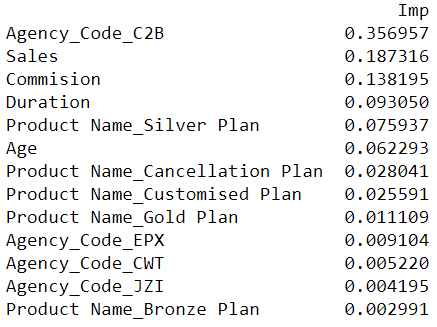 Imp
Agency_Code_C2B 0.356957
Sales 0.187316
Commision 0.138195
Duration 0.093050
Product Name_Silver Plan 0.075937
Age 0.062293
Product Name_Cancellation Plan 0.028041
Product Name_Customised Plan 0.025591
Product Name_Gold Plan 0.011109
Agency_Code_EPX 0.009104
Agency_Code_CWT 0.005220
Agency_Code_JZI 0.004195
Product Name_Bronze Plan 0.002991